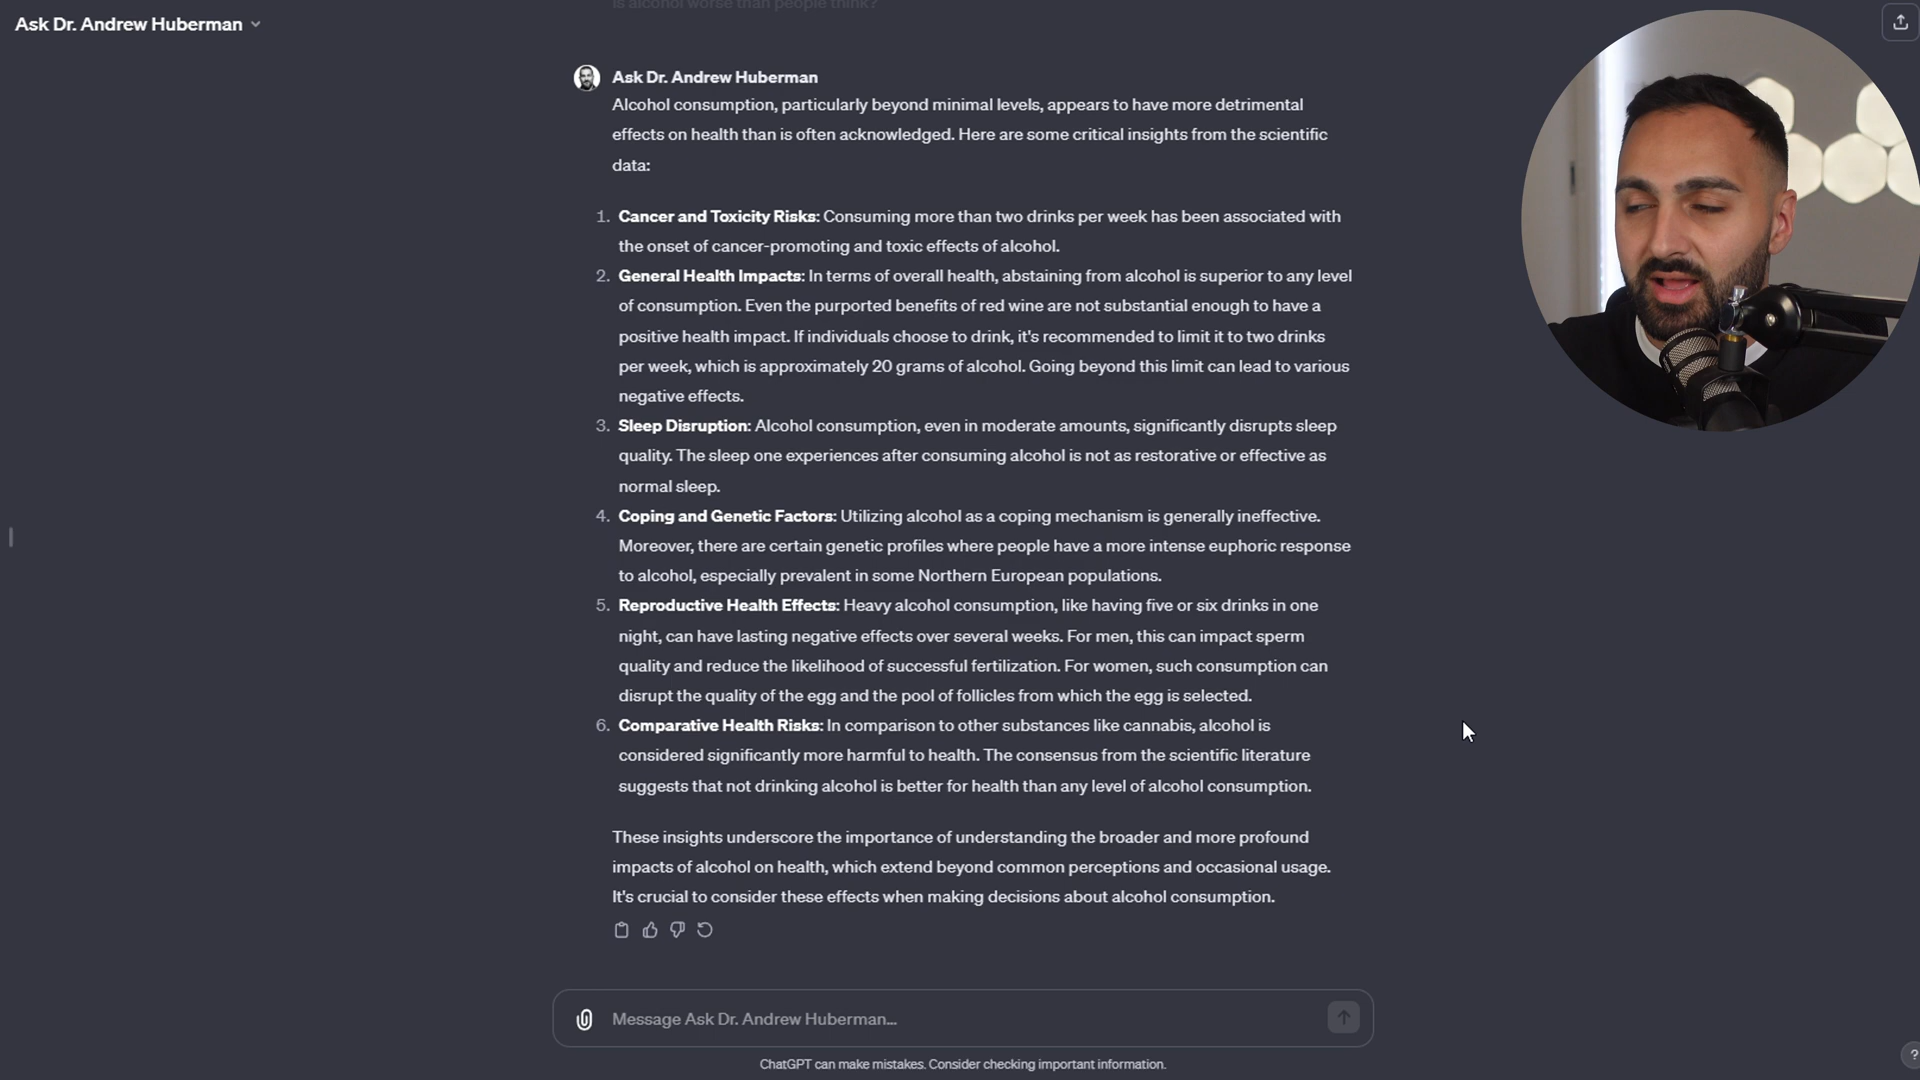 is alcohol worse than people think?
Ask Dr. Andrew Huberman
Ask Dr. Andrew Huberman
Alcohol consumption, particularly beyond minimal levels, appears to have more detrimental
effects on health than is often acknowledged. Here are some critical insights from the scientific
data:
1. Cancer and Toxicity Risks: Consuming more than two drinks per week has been associated with
the onset of cancer-promoting and toxic effects of alcohol.
2. General Health Impacts: In terms of overall health, abstaining from alcohol is superior to any level
of consumption. Even the purported benefits of red wine are not substantial enough to have a
positive health impact. If individuals choose to drink, it's recommended to limit it to two drinks
per week, which is approximately 20 grams of alcohol. Going beyond this limit can lead to various
negative effects.
3. Sleep Disruption: Alcohol consumption, even in moderate amounts, significantly disrupts sleep
quality. The sleep one experiences after consuming alcohol is not as restorative or effective as
normal sleep.
4. Coping and Genetic Factors: Utilizing alcohol as a coping mechanism is generally ineffective.
Moreover, there are certain genetic profiles where people have a more intense euphoric response
to alcohol, especially prevalent in some Northern European populations.
5. Reproductive Health Effects: Heavy alcohol consumption, like having five or six drinks in one
night, can have lasting negative effects over several weeks. For men, this can impact sperm
quality and reduce the likelihood of successful fertilization. For women, such consumption can
disrupt the quality of the egg and the pool of follicles from which the egg is selected.
6. Comparative Health Risks: In comparison to other substances like cannabis, alcohol is
considered significantly more harmful to health. The consensus from the scientific literature
suggests that not drinking alcohol is better for health than any level of alcohol consumption.
These insights underscore the importance of understanding the broader and more profound
impacts of alcohol on health, which extend beyond common perceptions and occasional usage.
It's crucial to consider these effects when making decisions about alcohol consumption.
Message Ask Dr. Andrew Huberman...
ChatGPT can make mistakes. Consider checking important information.
?